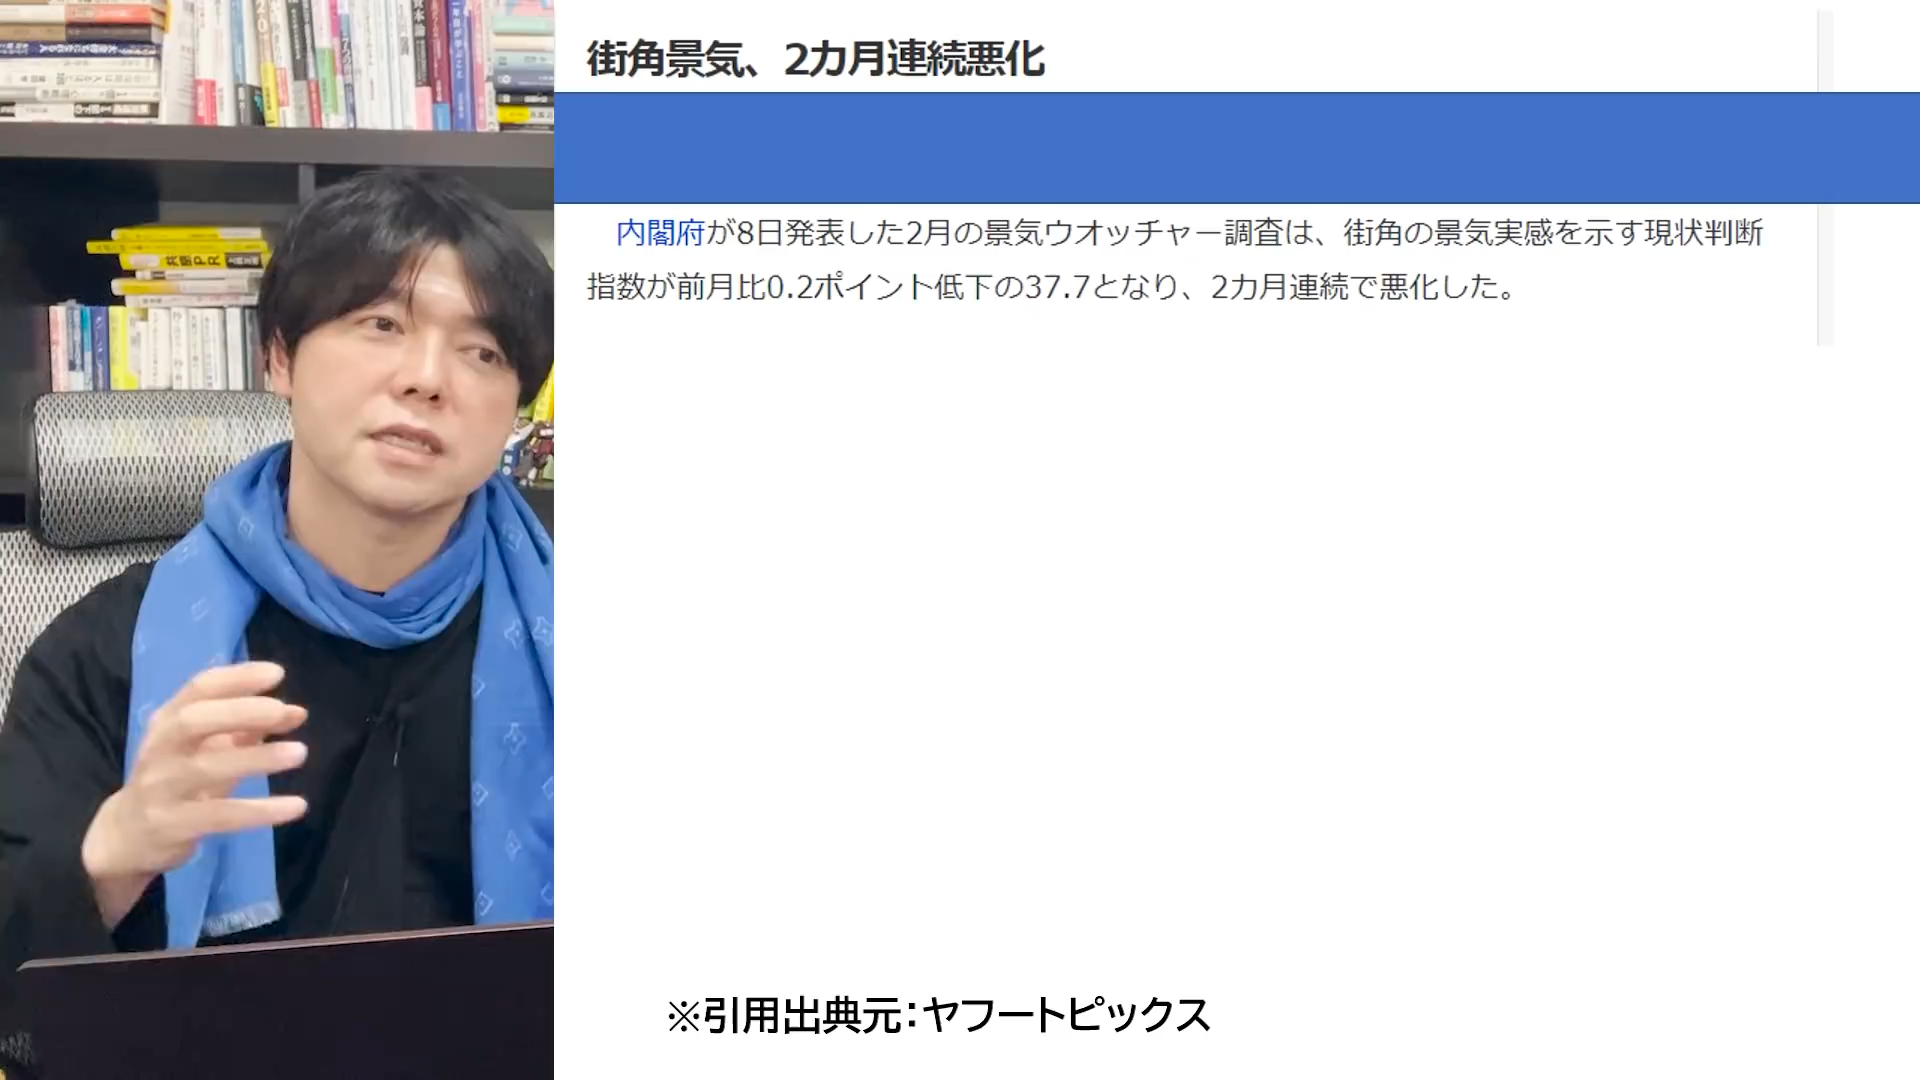 街角景気、2カ月連続悪化
内閣府が8日発表した2月の景気ウオッチャー調査は、街角の景気実感を示す現状判断
指数が前月比0.2ポイント低下の37.7となり、2カ月連続で悪化した。
※引用出典元：ヤフートピックス